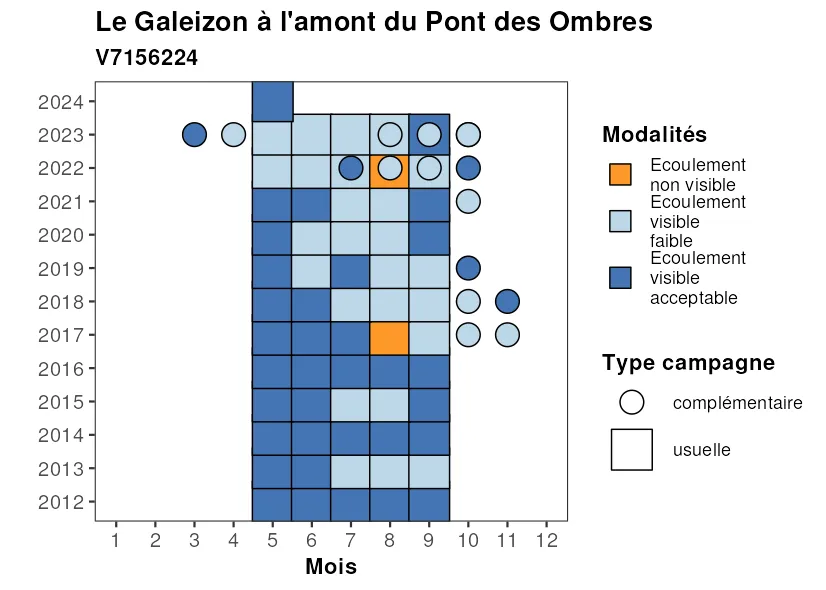 Le Galeizon à l'amont du Pont des Ombres
V7156224
2024
2023
2022
2021
2020
2019
2018
2017
2016
2015
2014
2013
2012
1 2 3 4 5 6 7 8 9 10 11 12
Mois
Modalités
Ecoulement
non visible
Ecoulement
visible
faible
Ecoulement
visible
acceptable
Type campagne
complémentaire
usuelle